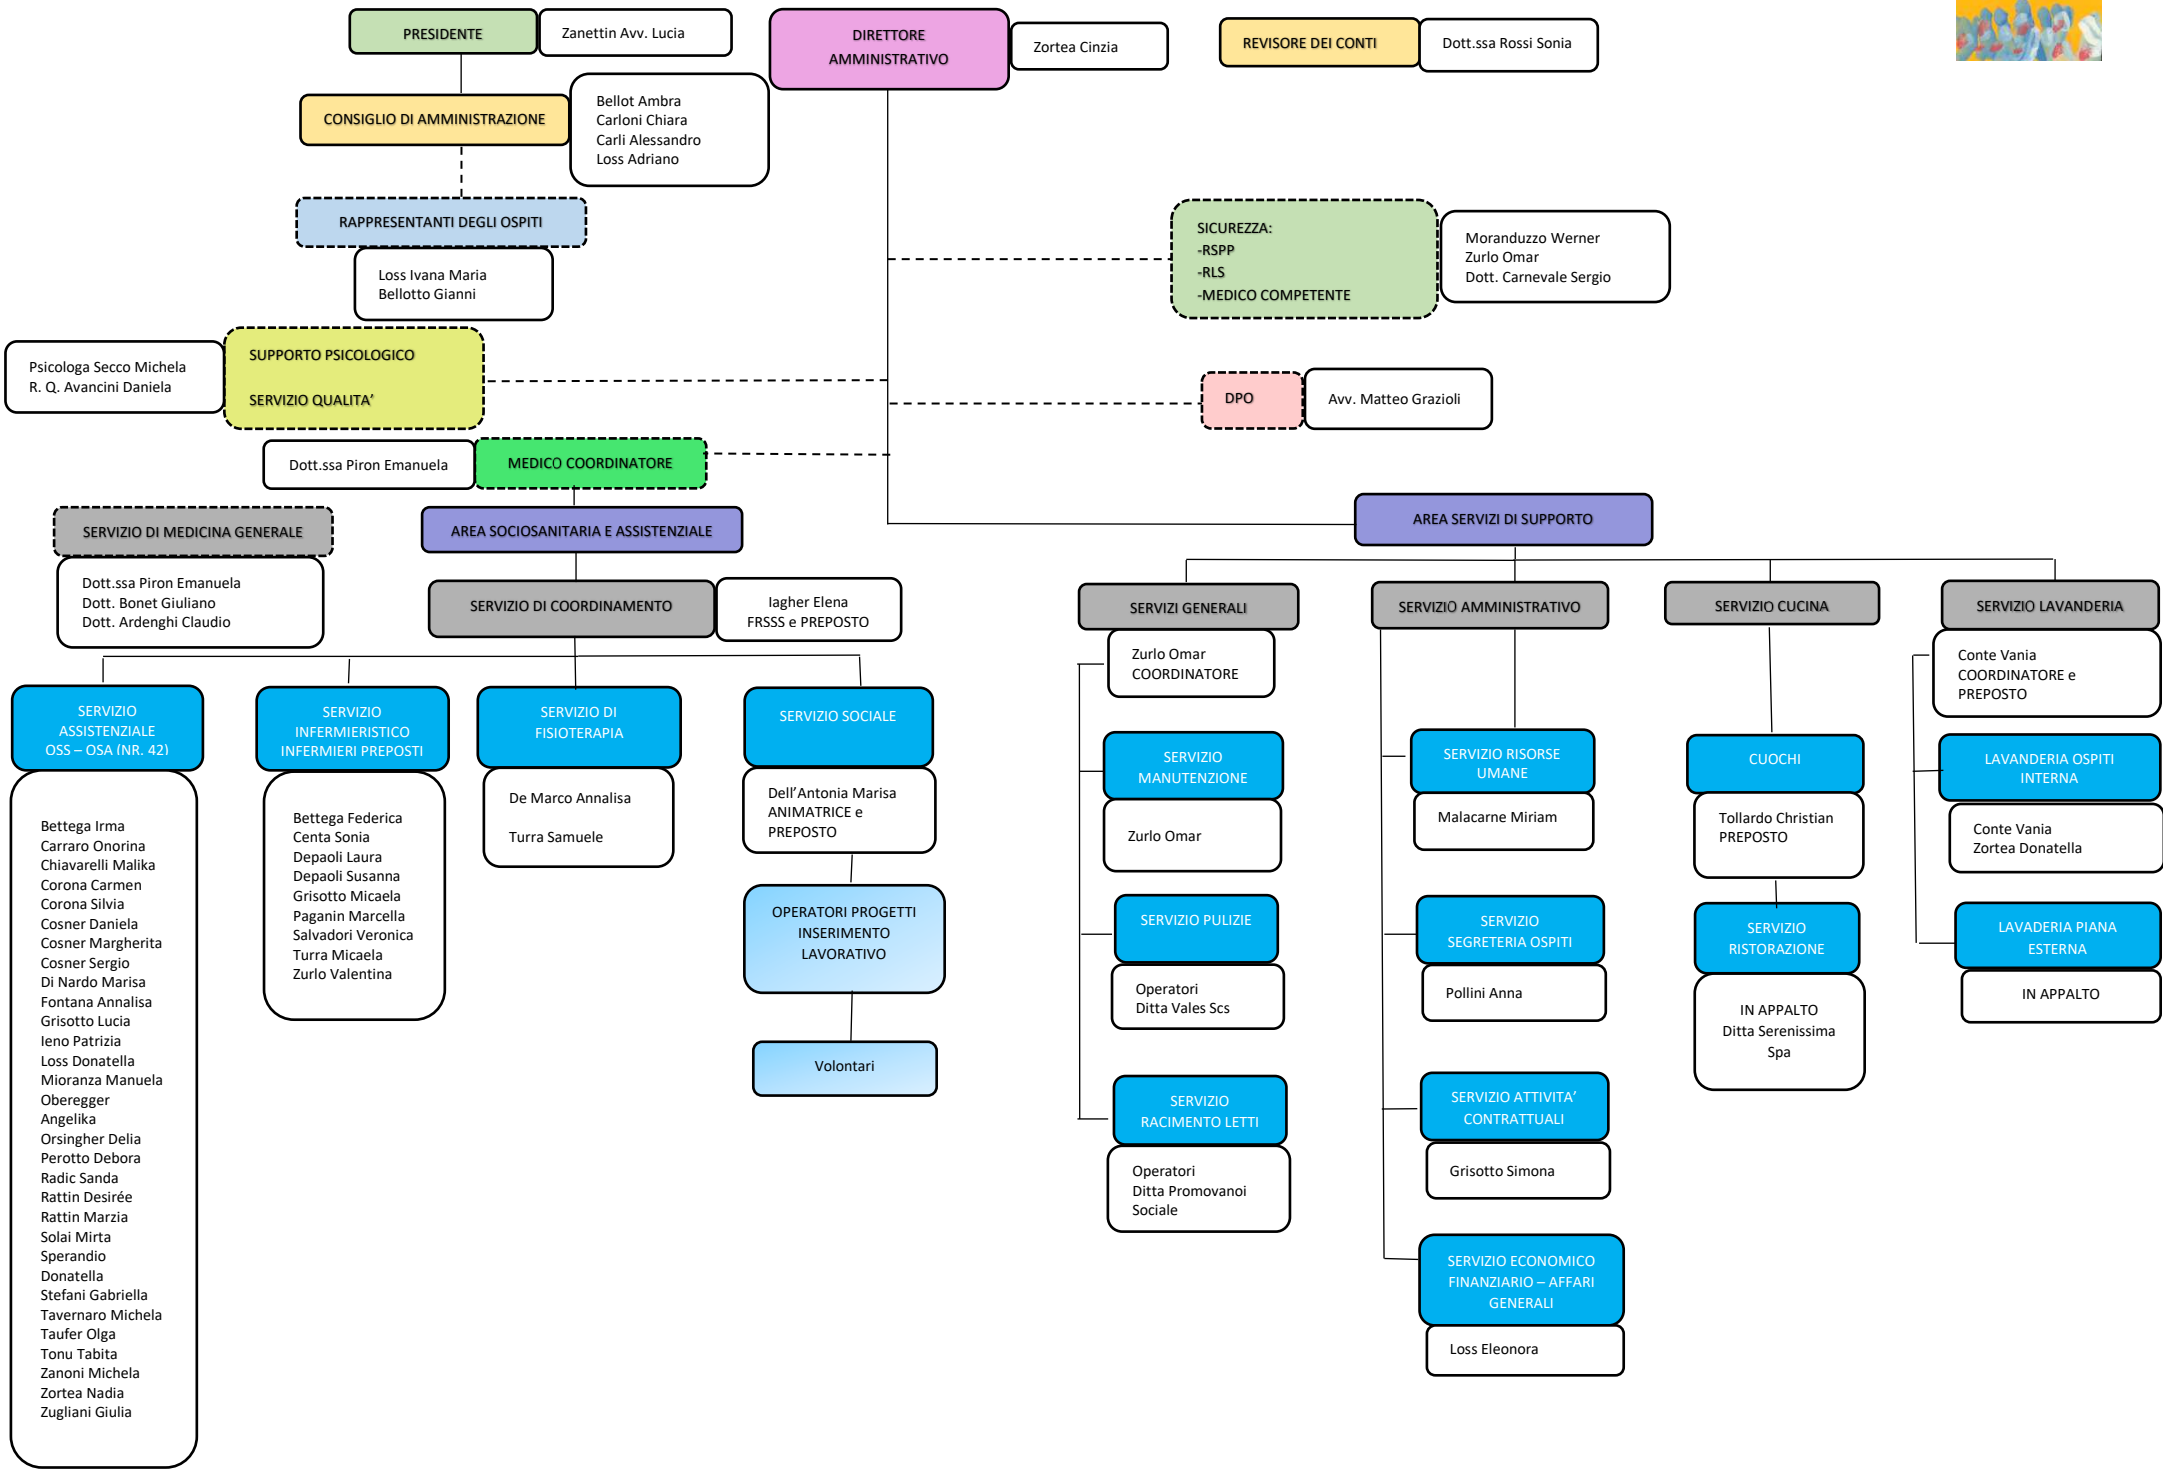 PRESIDENTE
Zanettin Avv. Lucia
DIRETTORE
AMMINISTRATIVO
Zortea Cinzia
REVISORE DEI CONTI
Dott.ssa Rossi Sonia
CONSIGLIO DI AMMINISTRAZIONE
Bellot Ambra
Carloni Chiara
Carli Alessandro
Loss Adriano
RAPPRESENTANTI DEGLI OSPITI
Loss Ivana Maria
Bellotto Gianni
SICUREZZA:
-RSPP
-RLS
-MEDICO COMPETENTE
Moranduzzo Werner
Zurlo Omar
Dott. Carnevale Sergio
Psicologa Secco Michela
R. Q. Avancini Daniela
SUPPORTO PSICOLOGICO
SERVIZIO QUALITA’
DPO
Avv. Matteo Grazioli
Dott.ssa Piron Emanuela
MEDICO COORDINATORE
SERVIZIO DI MEDICINA GENERALE
Dott.ssa Piron Emanuela
Dott. Bonet Giuliano
Dott. Ardenghi Claudio
AREA SOCIOSANITARIA E ASSISTENZIALE
SERVIZIO DI COORDINAMENTO
Iagher Elena
FRSSS e PREPOSTO
AREA SERVIZI DI SUPPORTO
SERVIZIO
ASSISTENZIALE
OSS – OSA (NR. 42)
Bettega Irma
Carraro Onorina
Chiavarelli Malika
Corona Carmen
Corona Silvia
Cosner Daniela
Cosner Margherita
Cosner Sergio
Di Nardo Marisa
Fontana Annalisa
Grisotto Lucia
Ieno Patrizia
Loss Donatella
Mioranza Manuela
Oberegger
Angelika
Orsingher Delia
Perotto Debora
Radic Sanda
Rattin Desirée
Rattin Marzia
Solai Mirta
Sperandio
Donatella
Stefani Gabriella
Tavernaro Michela
Taufer Olga
Tonu Tabita
Zanoni Michela
Zortea Nadia
Zugliani Giulia
SERVIZIO
INFERMIERISTICO
INFERMIERI PREPOSTI
Bettega Federica
Centa Sonia
Depaoli Laura
Depaoli Susanna
Grisotto Micaela
Paganin Marcella
Salvadori Veronica
Turra Micaela
Zurlo Valentina
SERVIZIO DI
FISIOTERAPIA
De Marco Annalisa
Turra Samuele
SERVIZIO SOCIALE
Dell’Antonia Marisa
ANIMATRICE e
PREPOSTO
OPERATORI PROGETTI
INSERIMENTO
LAVORATIVO
Volontari
SERVIZI GENERALI
Zurlo Omar
COORDINATORE
SERVIZIO
MANUTENZIONE
Zurlo Omar
SERVIZIO PULIZIE
Operatori
Ditta Vales Scs
SERVIZIO
RACIMENTO LETTI
Operatori
Ditta Promovanoi
Sociale
SERVIZIO AMMINISTRATIVO
SERVIZIO RISORSE
UMANE
Malacarne Miriam
SERVIZIO
SEGRETERIA OSPITI
Pollini Anna
SERVIZIO ATTIVITA’
CONTRATTUALI
Grisotto Simona
SERVIZIO ECONOMICO
FINANZIARIO – AFFARI
GENERALI
Loss Eleonora
SERVIZIO CUCINA
CUOCHI
Tollardo Christian
PREPOSTO
SERVIZIO
RISTORAZIONE
IN APPALTO
Ditta Serenissima
Spa
SERVIZIO LAVANDERIA
Conte Vania
COORDINATORE e
PREPOSTO
LAVANDERIA OSPITI
INTERNA
Conte Vania
Zortea Donatella
LAVADERIA PIANA
ESTERNA
IN APPALTO